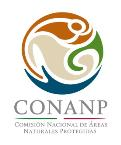 CONANP
COMISIÓN NACIONAL DE ÁREAS
NATURALES PROTEGIDAS